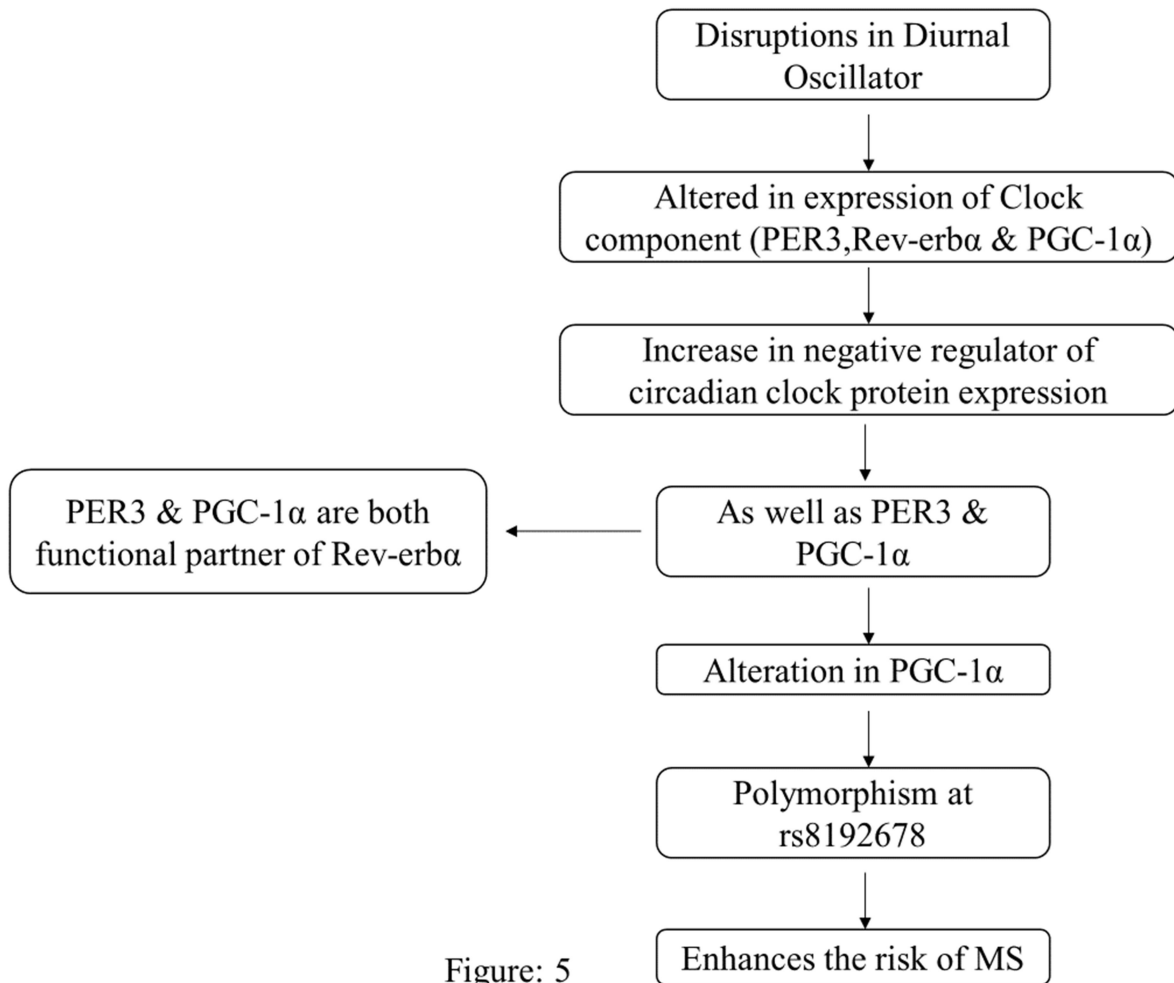 Disruptions in Diurnal
Oscillator
Altered in expression of Clock
component (PER3,Rev-erbα & PGC-1α)
Increase in negative regulator of
circadian clock protein expression
PER3 & PGC-1α are both
functional partner of Rev-erbα
As well as PER3 &
PGC-1α
Alteration in PGC-1α
Polymorphism at
rs8192678
Enhances the risk of MS
Figure: 5